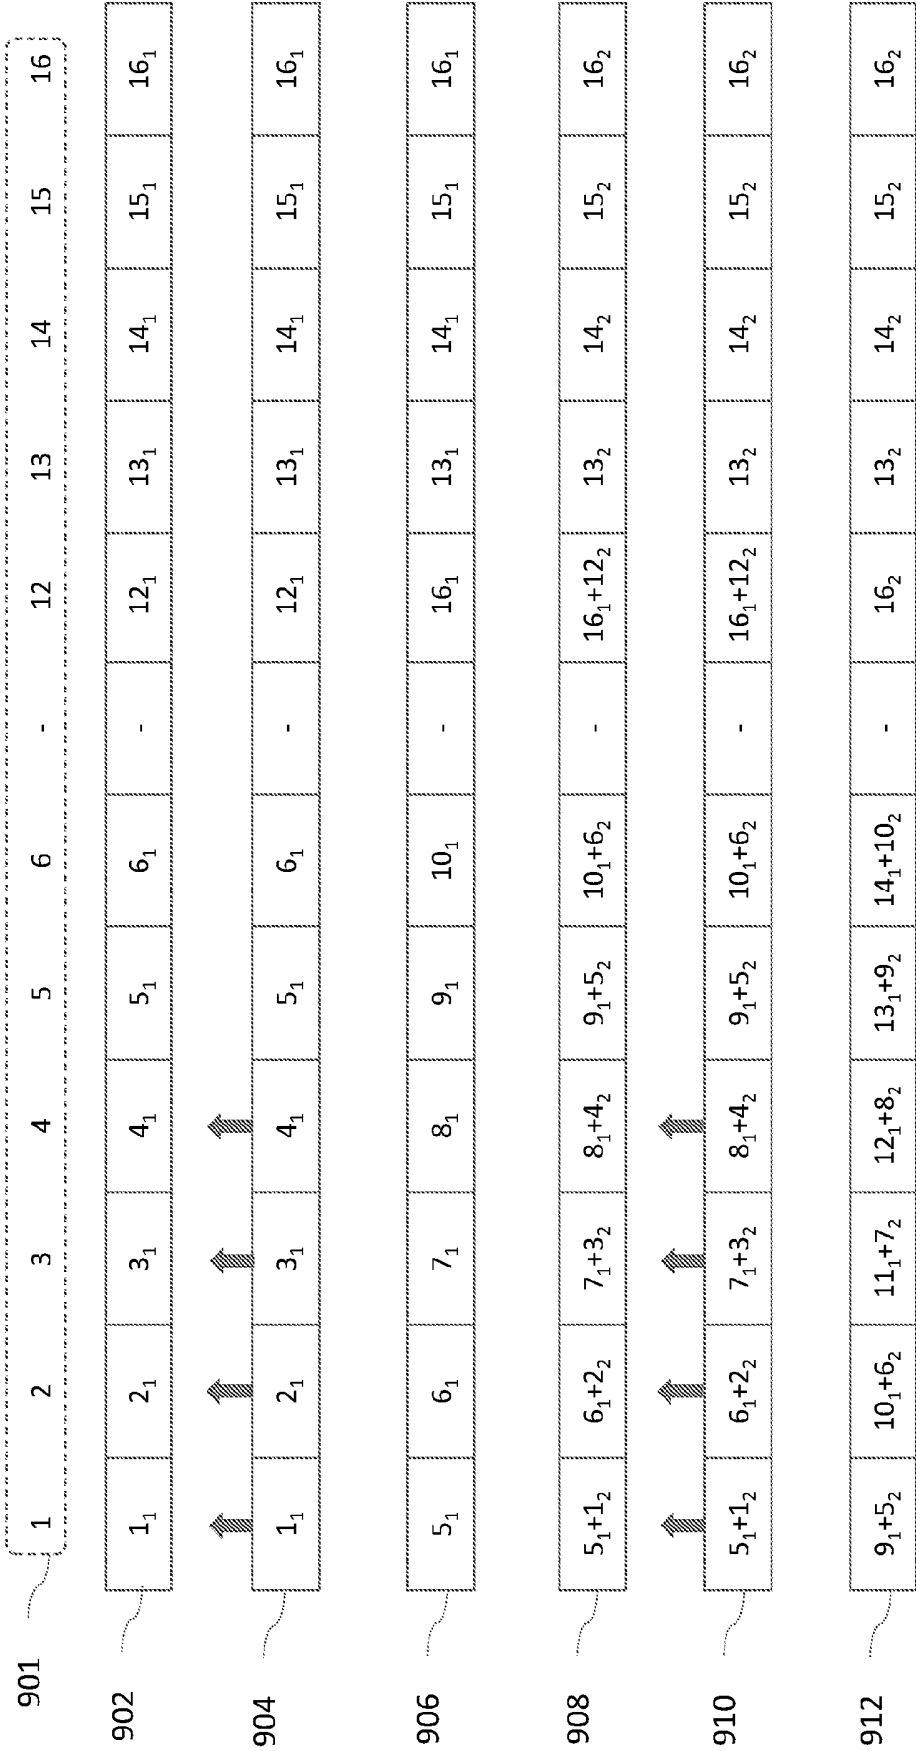 901 1 2 3 4 5 6 - 12 13 14 15 16
902 1₁ 2₁ 3₁ 4₁ 5₁ 6₁ - 12₁ 13₁ 14₁ 15₁ 16₁
904 1₁ 2₁ 3₁ 4₁ 5₁ 6₁ - 12₁ 13₁ 14₁ 15₁ 16₁
906 5₁ 6₁ 7₁ 8₁ 9₁ 10₁ - 16₁ 13₁ 14₁ 15₁ 16₁
908 5₁+1₂ 6₁+2₂ 7₁+3₂ 8₁+4₂ 9₁+5₂ 10₁+6₂ - 16₁+12₂ 13₂ 14₂ 15₂ 16₂
910 5₁+1₂ 6₁+2₂ 7₁+3₂ 8₁+4₂ 9₁+5₂ 10₁+6₂ - 16₁+12₂ 13₂ 14₂ 15₂ 16₂
912 9₁+5₂ 10₁+6₂ 11₁+7₂ 12₁+8₂ 13₁+9₂ 14₁+10₂ - 16₂ 13₂ 14₂ 15₂ 16₂